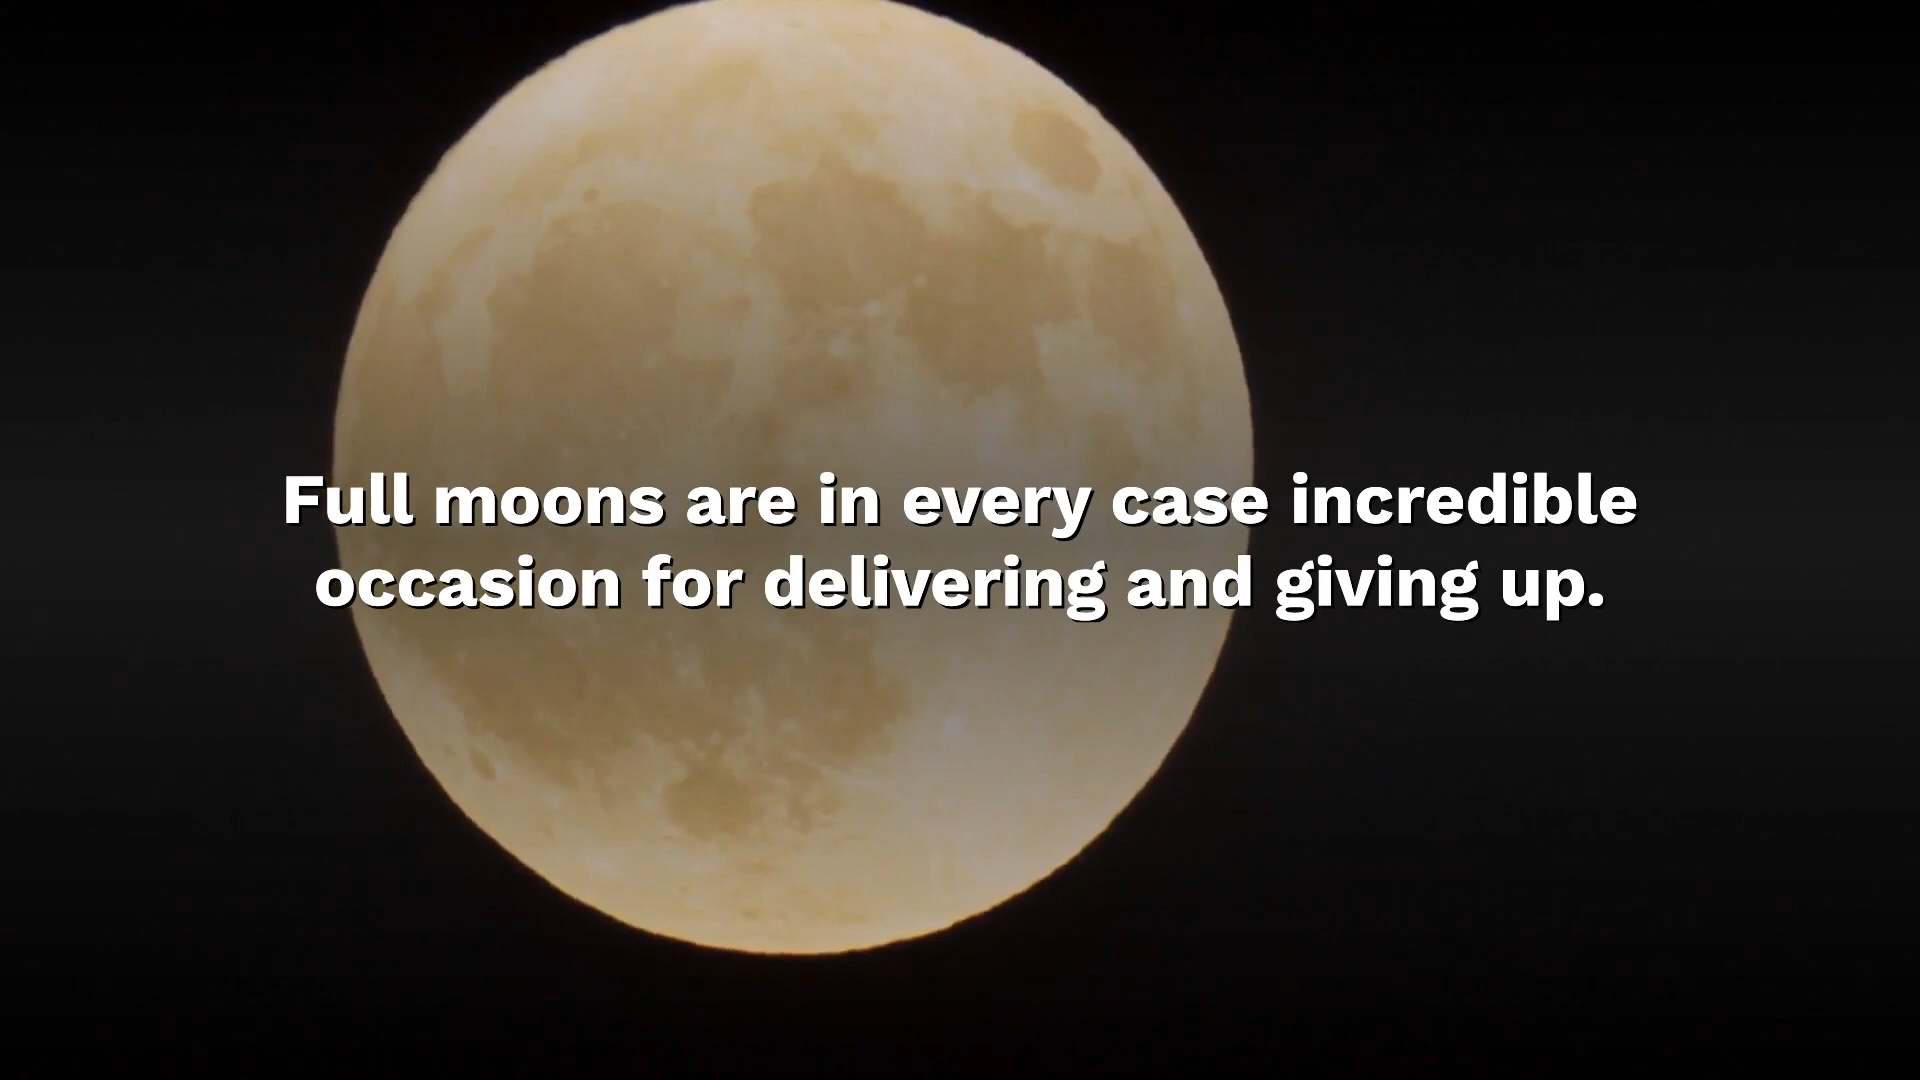 Full moons are in every case incredible
occasion for delivering and giving up.